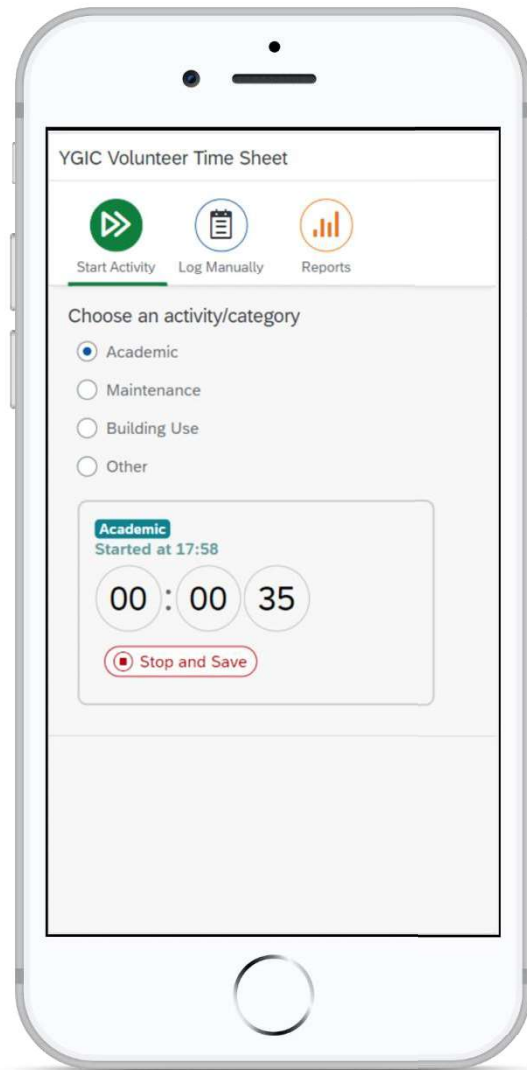 YGIC Volunteer Time Sheet
Start Activity Log Manually Reports
Choose an activity/category
Academic
Maintenance
Building Use
Other
Academic
Started at 17:58
00 : 00 35
Stop and Save